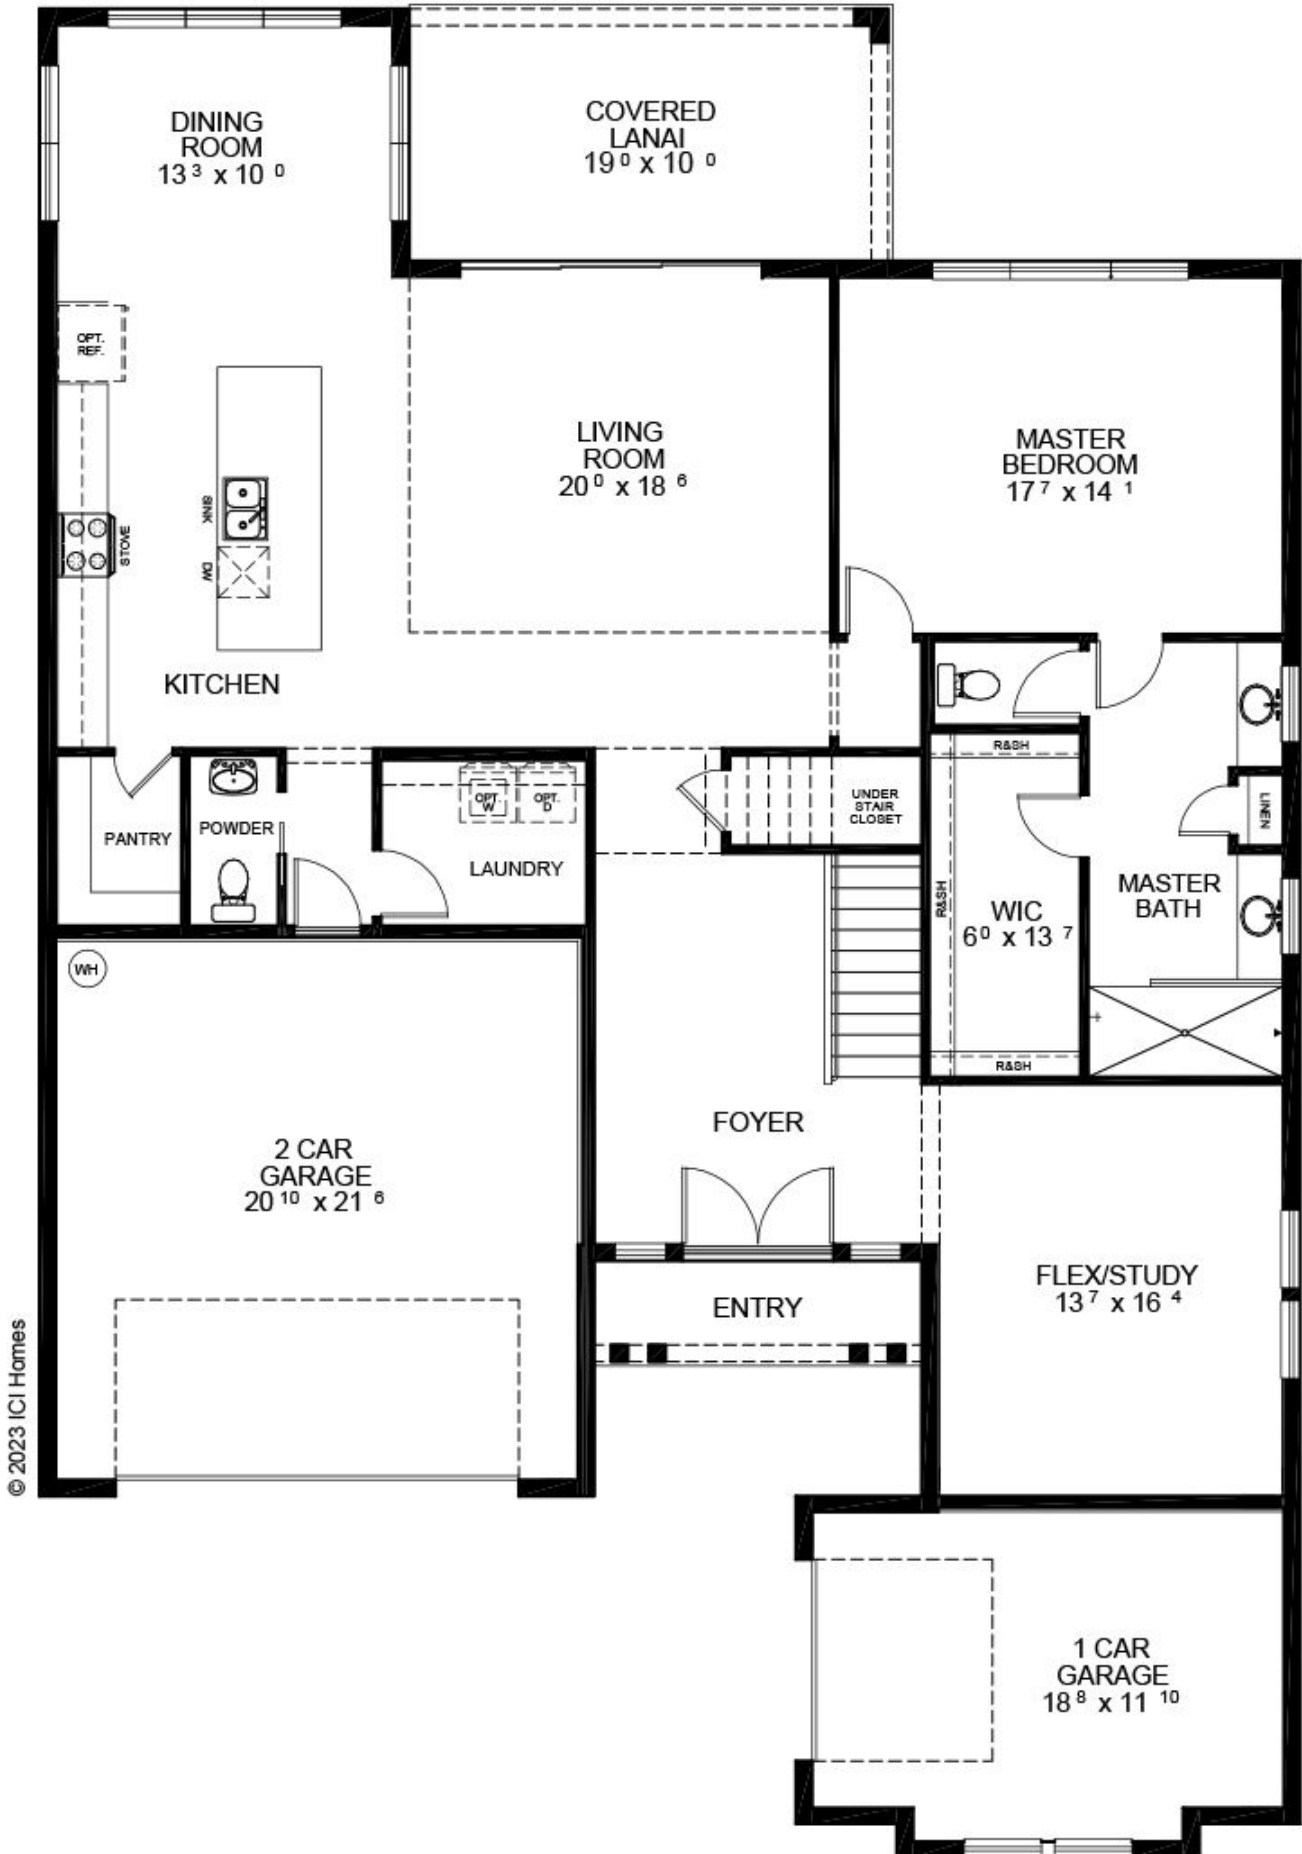 DINING
ROOM
13 3 x 10 0
COVERED
LANAI
19 0 x 10 0
OPT.
REF.
LIVING
ROOM
20 0 x 18 6
MASTER
BEDROOM
17 7 x 14 1
SINK
STOVE
DW
KITCHEN
R&SH
OPT.
W
OPT.
D
UNDER
STAIR
CLOSET
LINEN
PANTRY
POWDER
LAUNDRY
R&SH
WIC
6 0 x 13 7
MASTER
BATH
WH
R&SH
FOYER
2 CAR
GARAGE
20 10 x 21 6
FLEX/STUDY
13 7 x 16 4
ENTRY
© 2023 ICI Homes
1 CAR
GARAGE
18 8 x 11 10